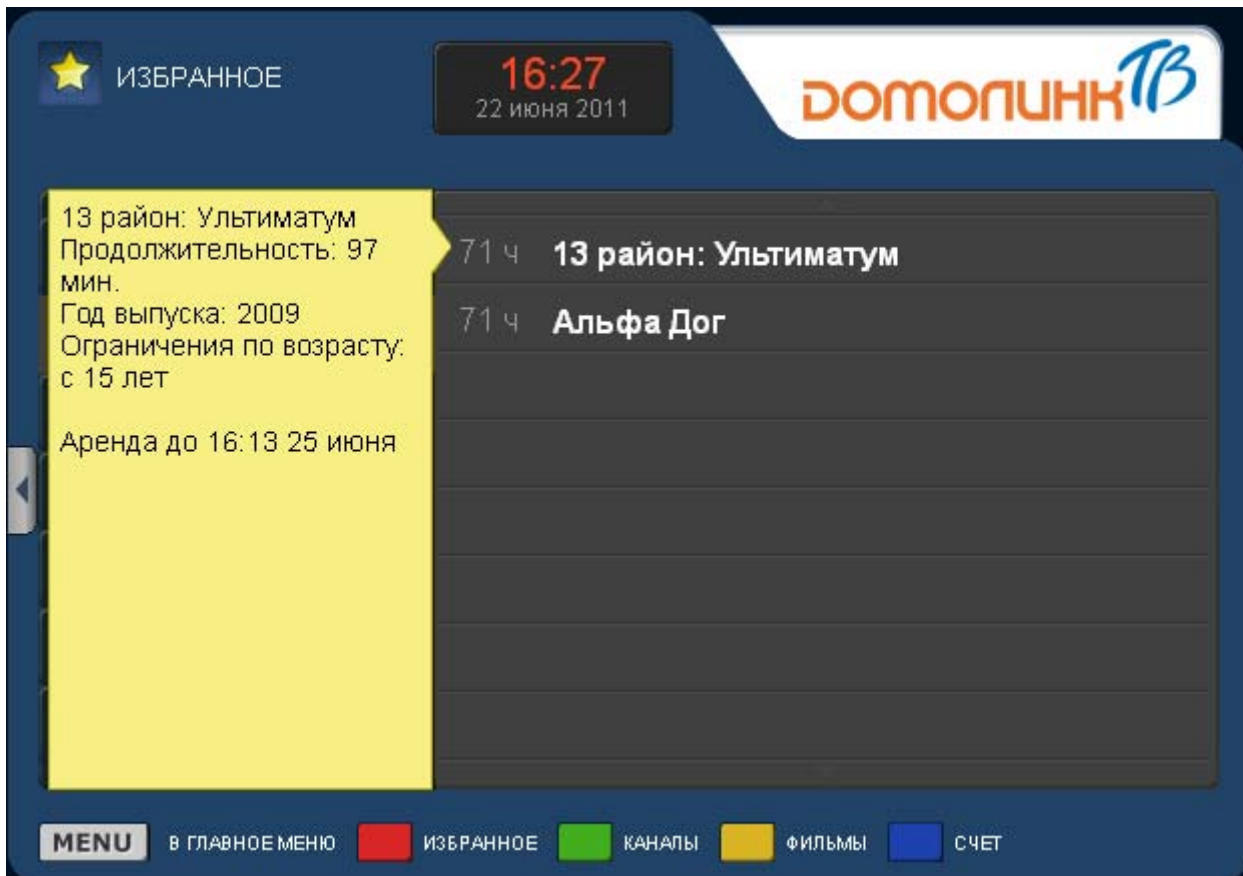 ИЗБРАННОЕ
16:27
22 июня 2011
ДОМОЛИНК ТВ
13 район: Ультиматум
Продолжительность: 97
мин.
Год выпуска: 2009
Ограничения по возрасту:
с 15 лет
Аренда до 16:13 25 июня
71 ч 13 район: Ультиматум
71 ч Альфа Дог
MENU В ГЛАВНОЕ МЕНЮ ИЗБРАННОЕ КАНАЛЫ ФИЛЬМЫ СЧЕТ